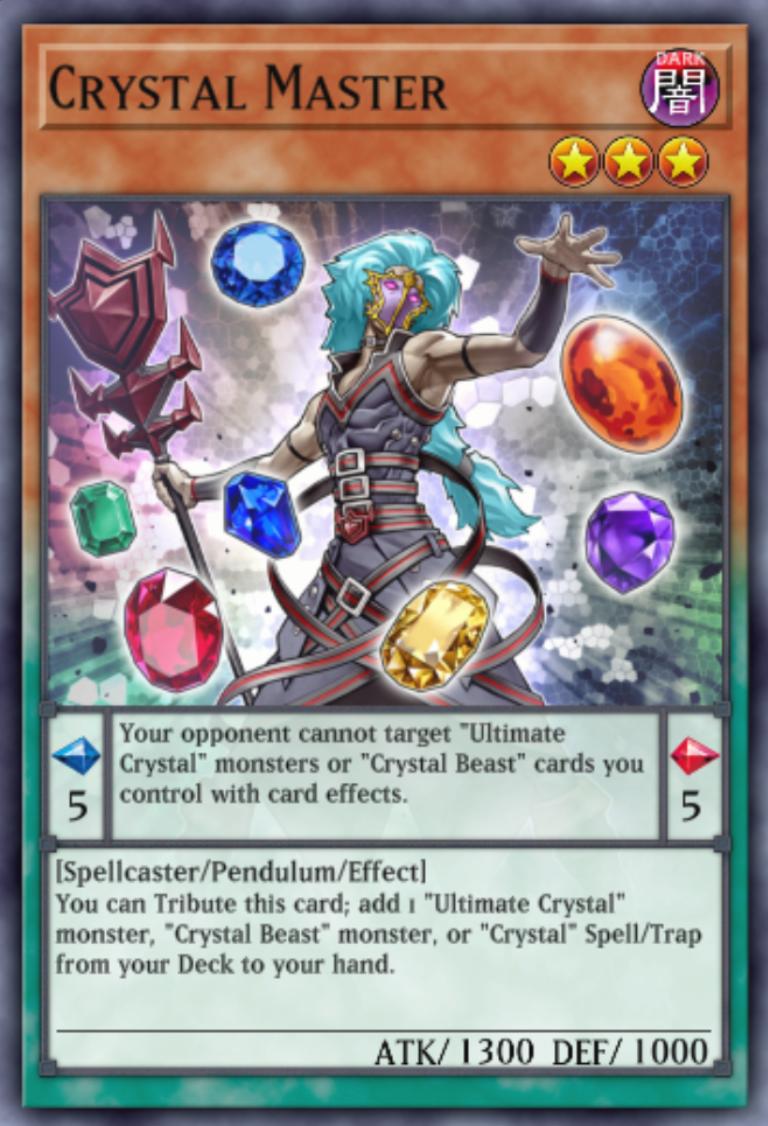 CRYSTAL MASTER
DARK
闇
Your opponent cannot target "Ultimate
Crystal" monsters or "Crystal Beast" cards you
control with card effects.
5
5
[Spellcaster/Pendulum/Effect]
You can Tribute this card; add 1 "Ultimate Crystal"
monster, "Crystal Beast" monster, or "Crystal" Spell/Trap
from your Deck to your hand.
ATK/ 1300 DEF/ 1000